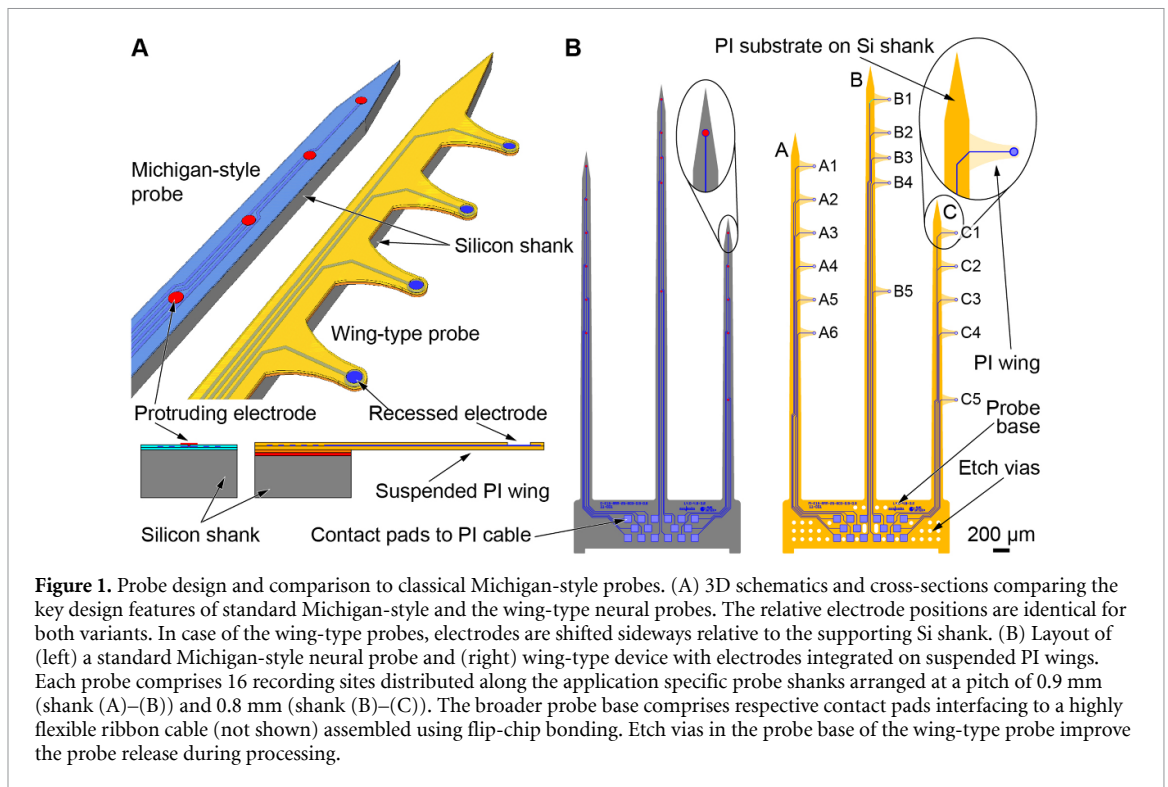 A
B
PI substrate on Si shank
Michigan-style
probe
Silicon shank
Wing-type probe
Protruding electrode
Recessed electrode
Suspended PI wing
Silicon shank
Contact pads to PI cable
A
A1
A2
A3
A4
A5
A6
B
B1
B2
B3
B4
B5
C
C1
C2
C3
C4
C5
PI wing
Probe
base
Etch vias
200 µm
Figure 1. Probe design and comparison to classical Michigan-style probes. (A) 3D schematics and cross-sections comparing the
key design features of standard Michigan-style and the wing-type neural probes. The relative electrode positions are identical for
both variants. In case of the wing-type probes, electrodes are shifted sideways relative to the supporting Si shank. (B) Layout of
(left) a standard Michigan-style neural probe and (right) wing-type device with electrodes integrated on suspended PI wings.
Each probe comprises 16 recording sites distributed along the application specific probe shanks arranged at a pitch of 0.9 mm
(shank (A)–(B)) and 0.8 mm (shank (B)–(C)). The broader probe base comprises respective contact pads interfacing to a highly
flexible ribbon cable (not shown) assembled using flip-chip bonding. Etch vias in the probe base of the wing-type probe improve
the probe release during processing.